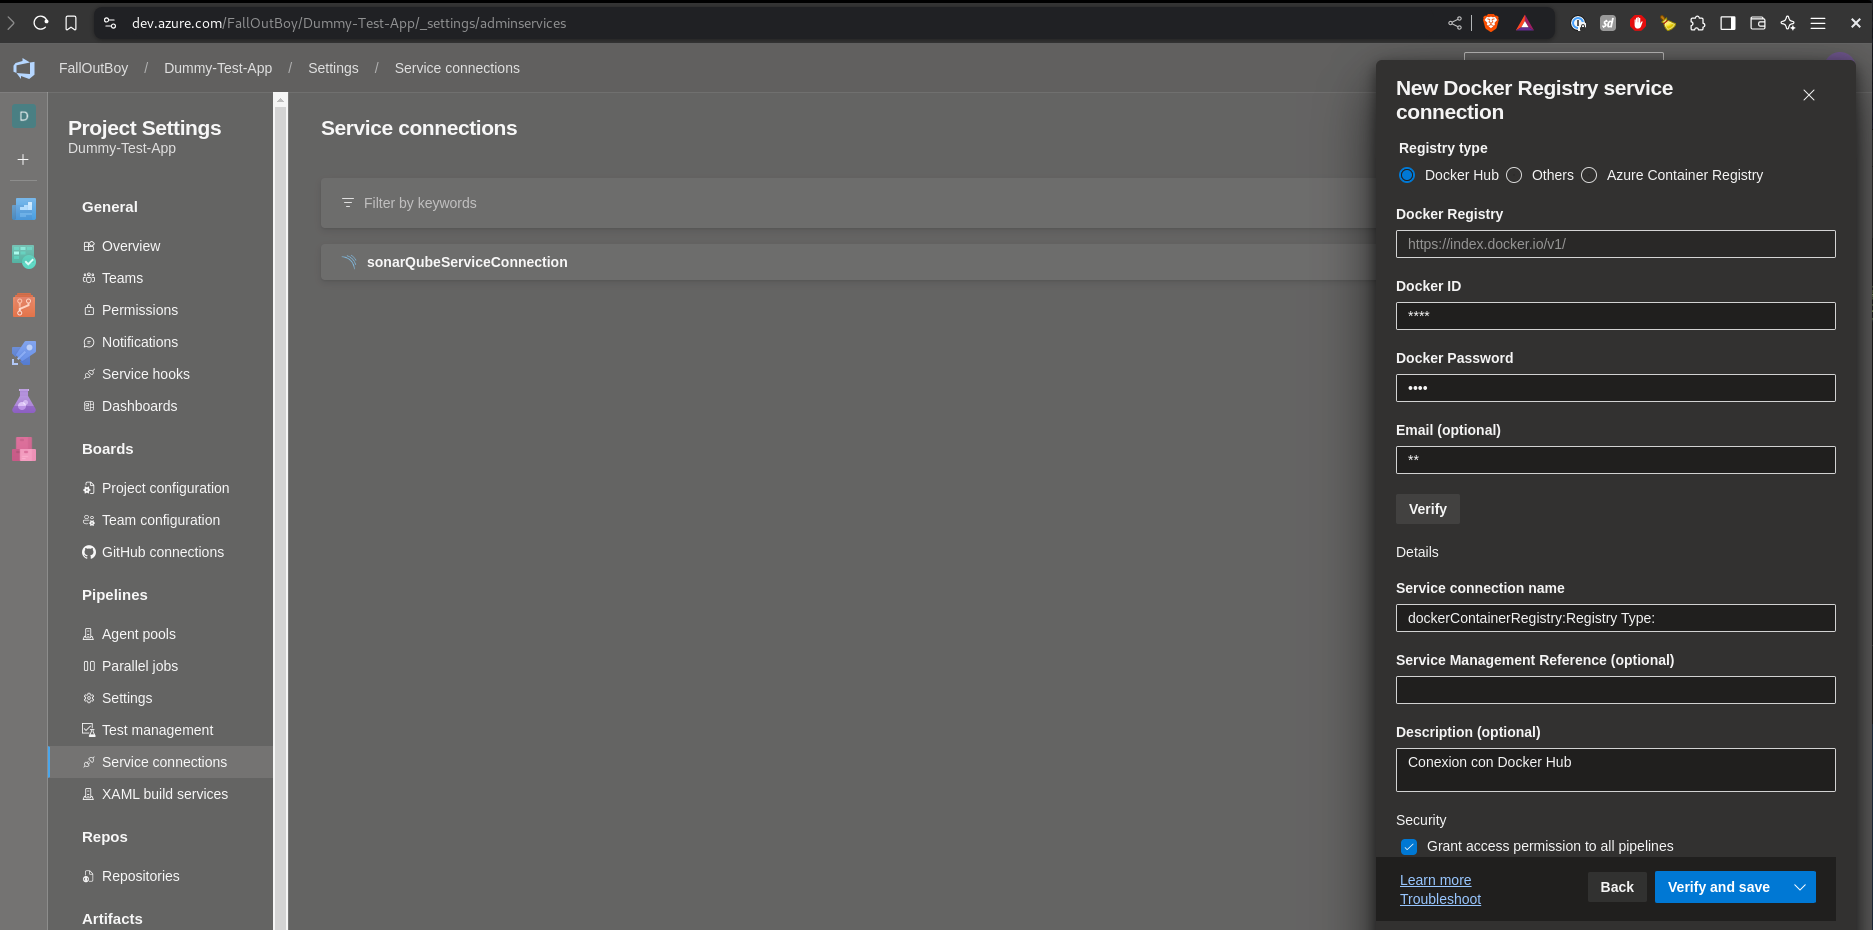 dev.azure.com/FallOutBoy/Dummy-Test-App/_settings/adminservices
FallOutBoy / Dummy-Test-App / Settings / Service connections
D
Project Settings
Dummy-Test-App
General
Overview
Teams
Permissions
Notifications
Service hooks
Dashboards
Boards
Project configuration
Team configuration
GitHub connections
Pipelines
Agent pools
Parallel jobs
Settings
Test management
Service connections
XAML build services
Repos
Repositories
Artifacts
Service connections
Filter by keywords
sonarQubeServiceConnection
New Docker Registry service
connection
Registry type
Docker Hub Others Azure Container Registry
Docker Registry
https://index.docker.io/v1/
Docker ID
****
Docker Password
••••
Email (optional)
**
Verify
Details
Service connection name
dockerContainerRegistry:Registry Type:
Service Management Reference (optional)
Description (optional)
Conexion con Docker Hub
Security
Grant access permission to all pipelines
Learn more
Troubleshoot
Back
Verify and save